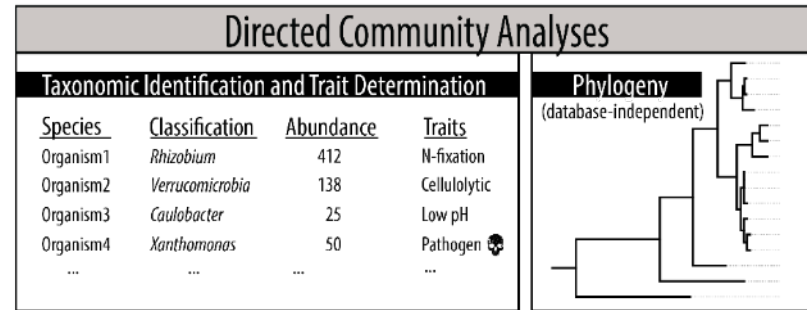 Directed Community Analyses
Taxonomic Identification and Trait Determination
Species Classification Abundance Traits
Organism1 Rhizobium 412 N-fixation
Organism2 Verrucomicrobia 138 Cellulolytic
Organism3 Caulobacter 25 Low pH
Organism4 Xanthomonas 50 Pathogen
... ... ... ...
Phylogeny
(database-independent)